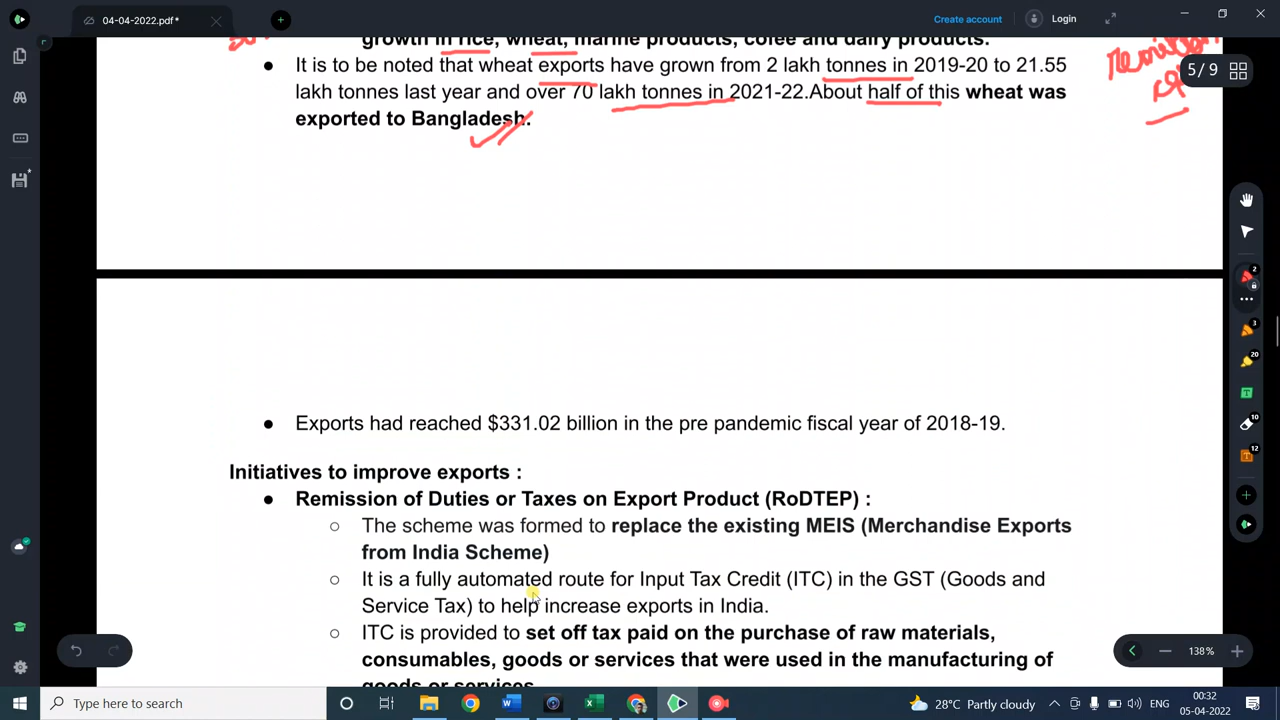 04-04-2022.pdf*
Create account
Login
growth in rice, wheat, marine products, cofee and dairy products.
It is to be noted that wheat exports have grown from 2 lakh tonnes in 2019-20 to 21.55
lakh tonnes last year and over 70 lakh tonnes in 2021-22.About half of this wheat was
exported to Bangladesh.
5/9
Exports had reached $331.02 billion in the pre pandemic fiscal year of 2018-19.
Initiatives to improve exports :
Remission of Duties or Taxes on Export Product (RoDTEP) :
The scheme was formed to replace the existing MEIS (Merchandise Exports
from India Scheme)
It is a fully automated route for Input Tax Credit (ITC) in the GST (Goods and
Service Tax) to help increase exports in India.
ITC is provided to set off tax paid on the purchase of raw materials,
consumables, goods or services that were used in the manufacturing of
goods or services
2
3
20
10
12
138%
Type here to search
28°C Partly cloudy
ENG
00:32
05-04-2022